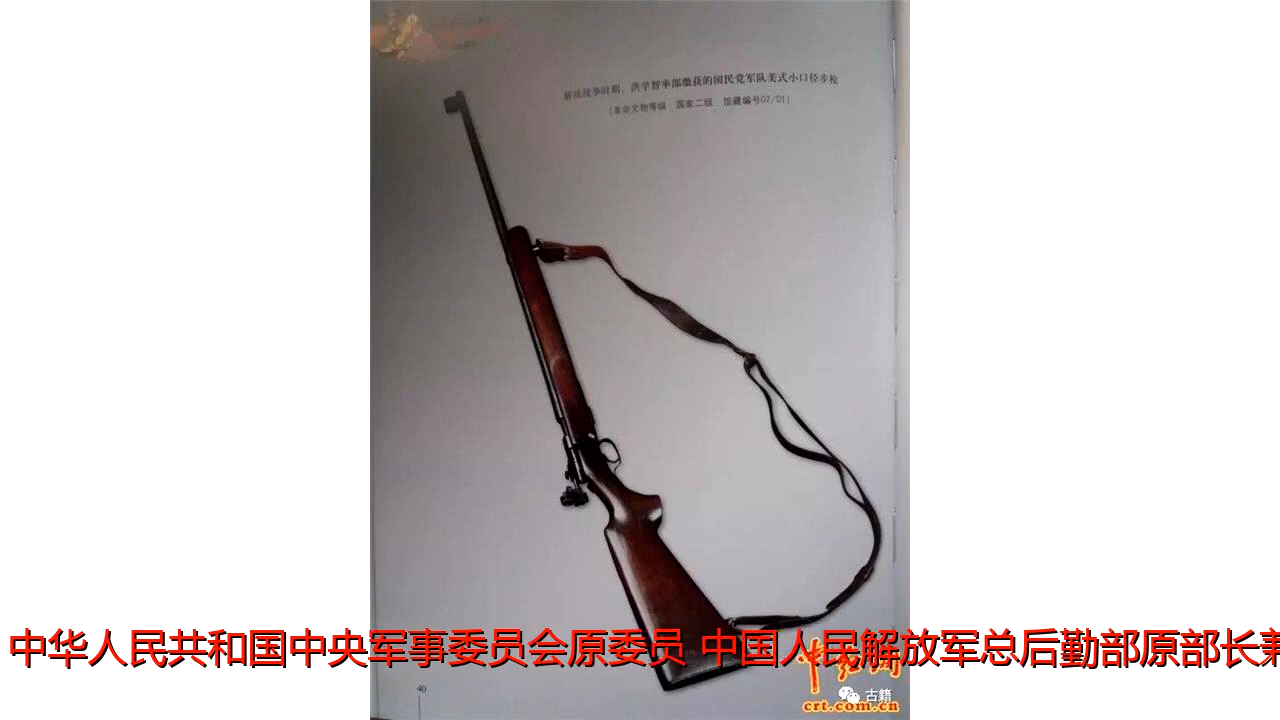 解放战争时期，洪学智率部缴获的国民党军队美式小口径步枪
（革命文物等级 国家二级 馆藏编号07/01）
中华人民共和国中央军事委员会原委员 中国人民解放军总后勤部原部长兼
中红网
古籍
crt.com.cn
40